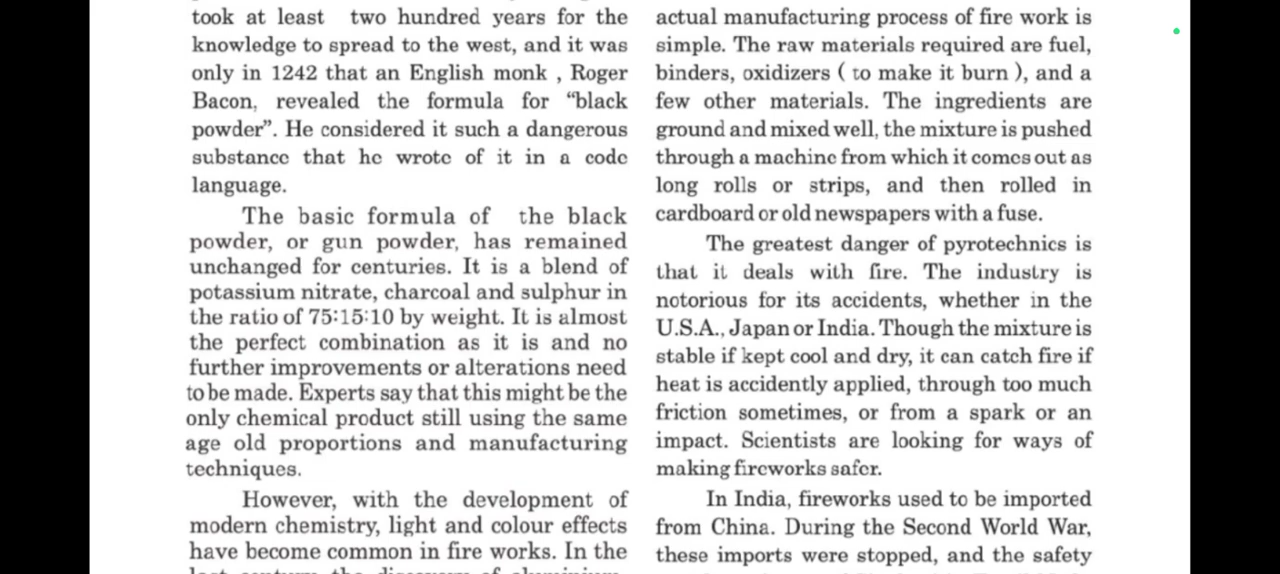 took at least two hundred years for the
knowledge to spread to the west, and it was
only in 1242 that an English monk , Roger
Bacon, revealed the formula for “black
powder”. He considered it such a dangerous
substance that he wrote of it in a code
language.
The basic formula of the black
powder, or gun powder, has remained
unchanged for centuries. It is a blend of
potassium nitrate, charcoal and sulphur in
the ratio of 75:15:10 by weight. It is almost
the perfect combination as it is and no
further improvements or alterations need
to be made. Experts say that this might be the
only chemical product still using the same
age old proportions and manufacturing
techniques.
However, with the development of
modern chemistry, light and colour effects
have become common in fire works. In the
actual manufacturing process of fire work is
simple. The raw materials required are fuel,
binders, oxidizers ( to make it burn ), and a
few other materials. The ingredients are
ground and mixed well, the mixture is pushed
through a machine from which it comes out as
long rolls or strips, and then rolled in
cardboard or old newspapers with a fuse.
The greatest danger of pyrotechnics is
that it deals with fire. The industry is
notorious for its accidents, whether in the
U.S.A., Japan or India. Though the mixture is
stable if kept cool and dry, it can catch fire if
heat is accidently applied, through too much
friction sometimes, or from a spark or an
impact. Scientists are looking for ways of
making fireworks safer.
In India, fireworks used to be imported
from China. During the Second World War,
these imports were stopped, and the safety